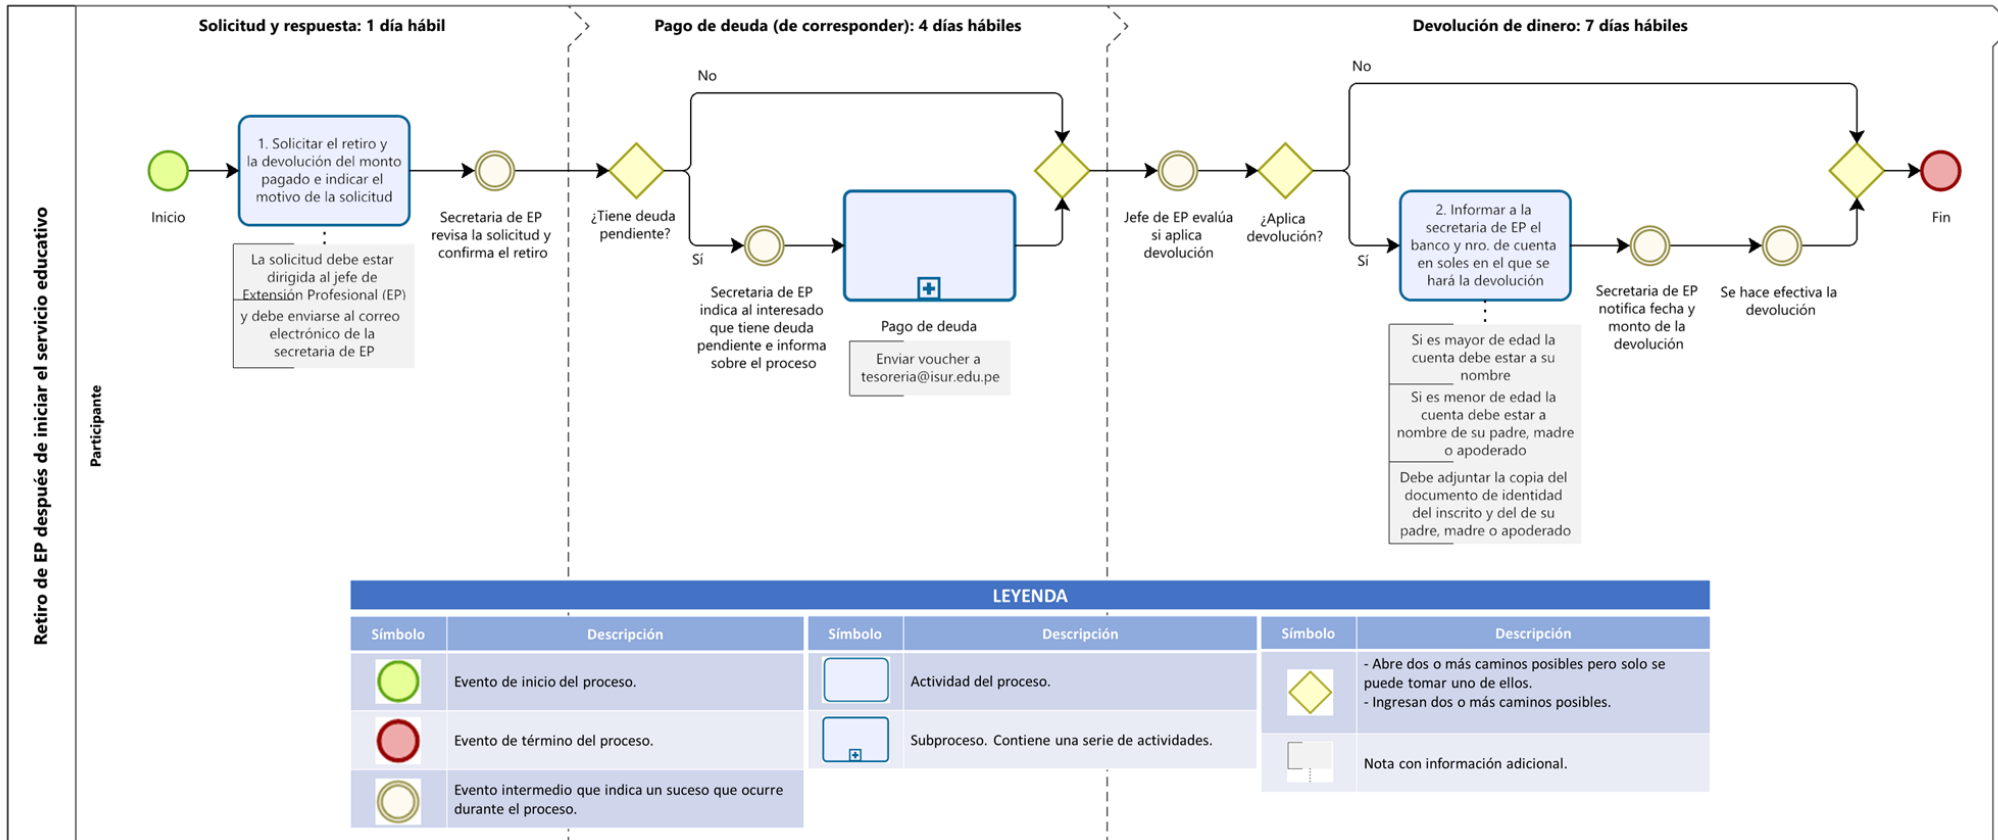 Solicitud y respuesta: 1 día hábil
Pago de deuda (de corresponder): 4 días hábiles
Devolución de dinero: 7 días hábiles
Retiro de EP después de iniciar el servicio educativo
Participante
Inicio
1. Solicitar el retiro y
la devolución del monto
pagado e indicar el
motivo de la solicitud
La solicitud debe estar
dirigida al jefe de
Extensión Profesional (EP)
y debe enviarse al correo
electrónico de la
secretaria de EP
Secretaria de EP
revisa la solicitud y
confirma el retiro
¿Tiene deuda
pendiente?
No
Sí
Secretaria de EP
indica al interesado
que tiene deuda
pendiente e informa
sobre el proceso
Pago de deuda
Enviar voucher a
tesoreria@isur.edu.pe
Jefe de EP evalúa
si aplica
devolución
¿Aplica
devolución?
No
Sí
2. Informar a la
secretaria de EP el
banco y nro. de cuenta
en soles en el que se
hará la devolución
Si es mayor de edad la
cuenta debe estar a su
nombre
Si es menor de edad la
cuenta debe estar a
nombre de su padre, madre
o apoderado
Debe adjuntar la copia del
documento de identidad
del inscrito y del de su
padre, madre o apoderado
Secretaria de EP
notifica fecha y
monto de la
devolución
Se hace efectiva la
devolución
Fin
LEYENDA
Símbolo Descripción
Evento de inicio del proceso.
Evento de término del proceso.
Evento intermedio que indica un suceso que ocurre
durante el proceso.
Símbolo Descripción
Actividad del proceso.
Subproceso. Contiene una serie de actividades.
Símbolo Descripción
- Abre dos o más caminos posibles pero solo se
puede tomar uno de ellos.
- Ingresan dos o más caminos posibles.
Nota con información adicional.